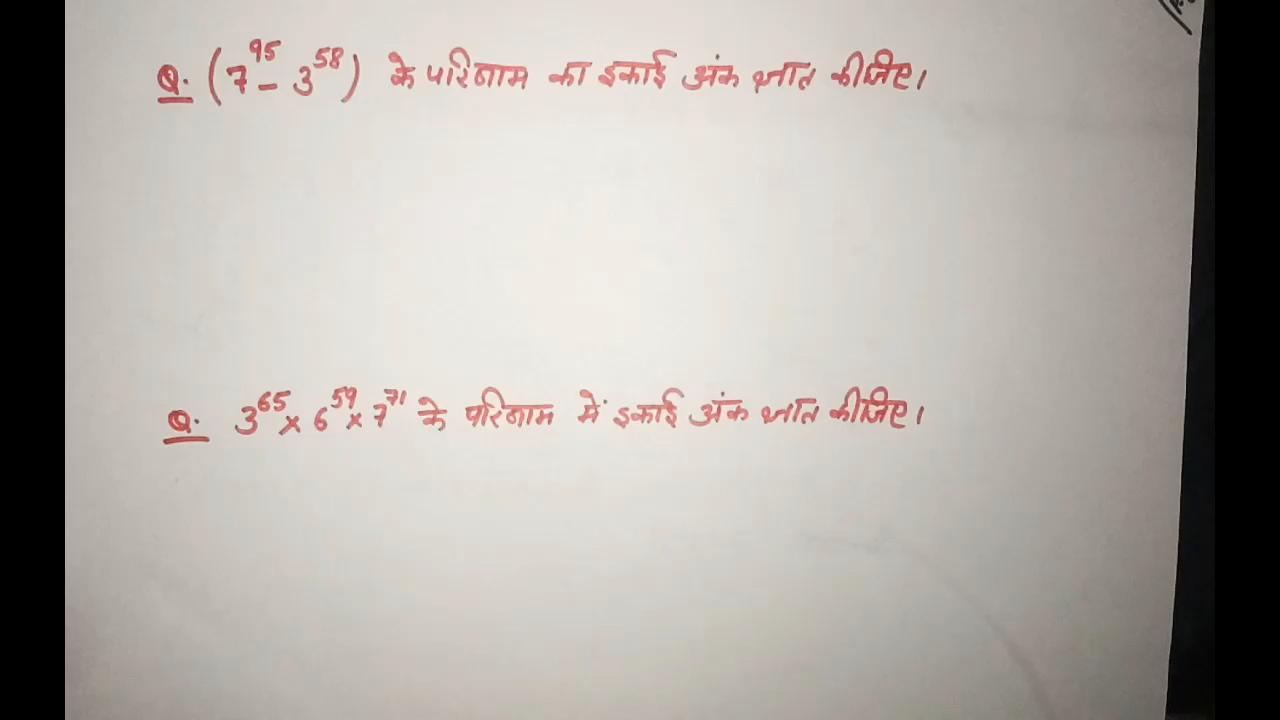 Q. (7^95 - 3^58) के परिणाम का इकाई अंक ज्ञात कीजिए।
Q. 3^65 × 6^59 × 7^71 के परिणाम में इकाई अंक ज्ञात कीजिए।